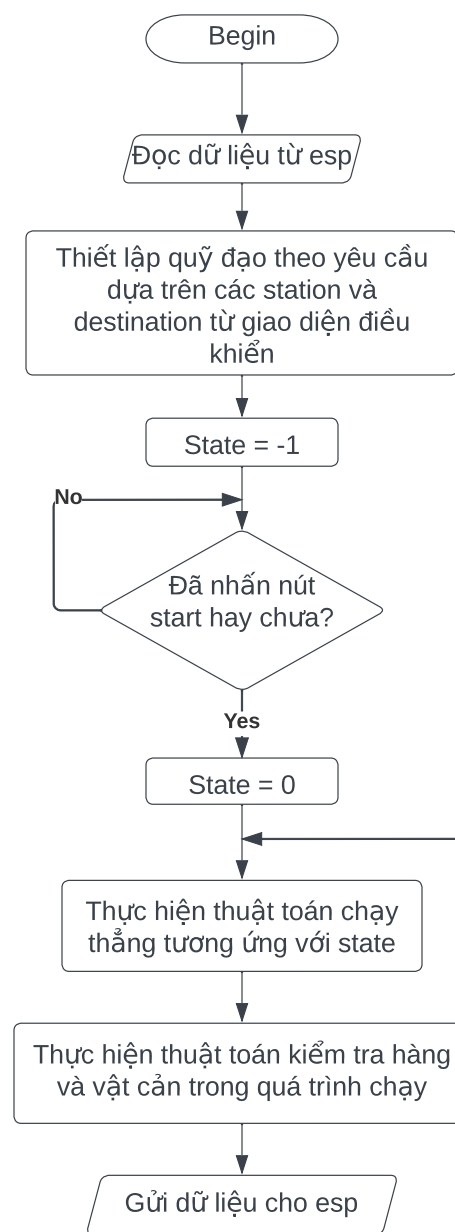 Begin
Đọc dữ liệu từ esp
Thiết lập quỹ đạo theo yêu cầu
dựa trên các station và
destination từ giao diện điều
khiển
State = -1
No
Đã nhấn nút
start hay chưa?
Yes
State = 0
Thực hiện thuật toán chạy
thẳng tương ứng với state
Thực hiện thuật toán kiểm tra hàng
và vật cản trong quá trình chạy
Gửi dữ liệu cho esp